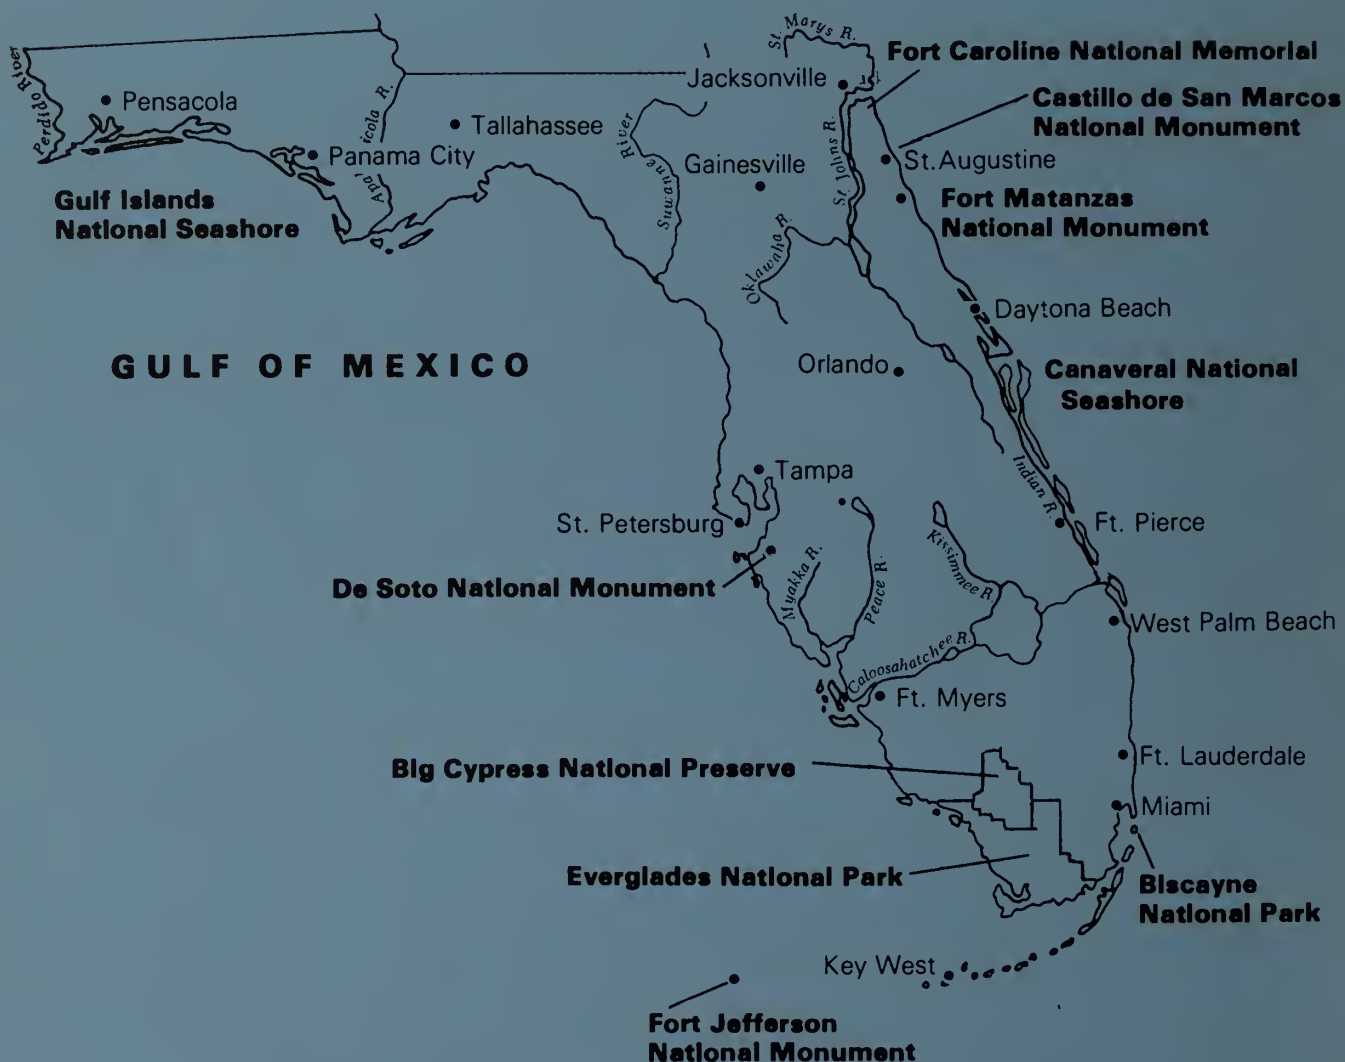 St. Marys R.
Fort Caroline National Memorial
Jacksonville
Perdido River
Pensacola
Castillo de San Marcos
National Monument
Tallahassee
Suwanne River
St. Johns R.
Panama City
Gainesville
St.Augustine
Gulf Islands
National Seashore
Fort Matanzas
National Monument
Oklawaha R.
Daytona Beach
GULF OF MEXICO
Orlando
Canaveral National
Seashore
Tampa
Indian R.
St. Petersburg
Ft. Pierce
Kissimmee R.
De Soto National Monument
Myakka R.
Peace R.
West Palm Beach
Caloosahatchee R.
Ft. Myers
Big Cypress National Preserve
Ft. Lauderdale
Miami
Everglades National Park
Biscayne
National Park
Key West
Fort Jefferson
National Monument